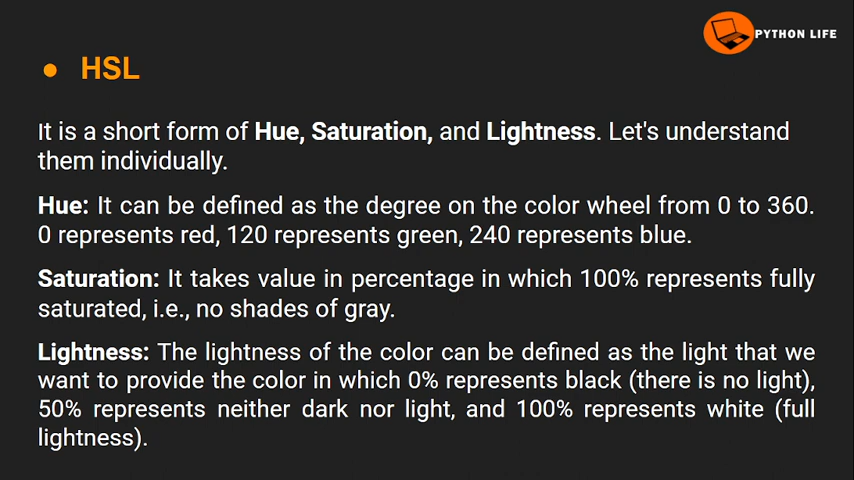 PYTHON LIFE
● HSL
It is a short form of Hue, Saturation, and Lightness. Let's understand
them individually.
Hue: It can be defined as the degree on the color wheel from 0 to 360.
0 represents red, 120 represents green, 240 represents blue.
Saturation: It takes value in percentage in which 100% represents fully
saturated, i.e., no shades of gray.
Lightness: The lightness of the color can be defined as the light that we
want to provide the color in which 0% represents black (there is no light),
50% represents neither dark nor light, and 100% represents white (full
lightness).